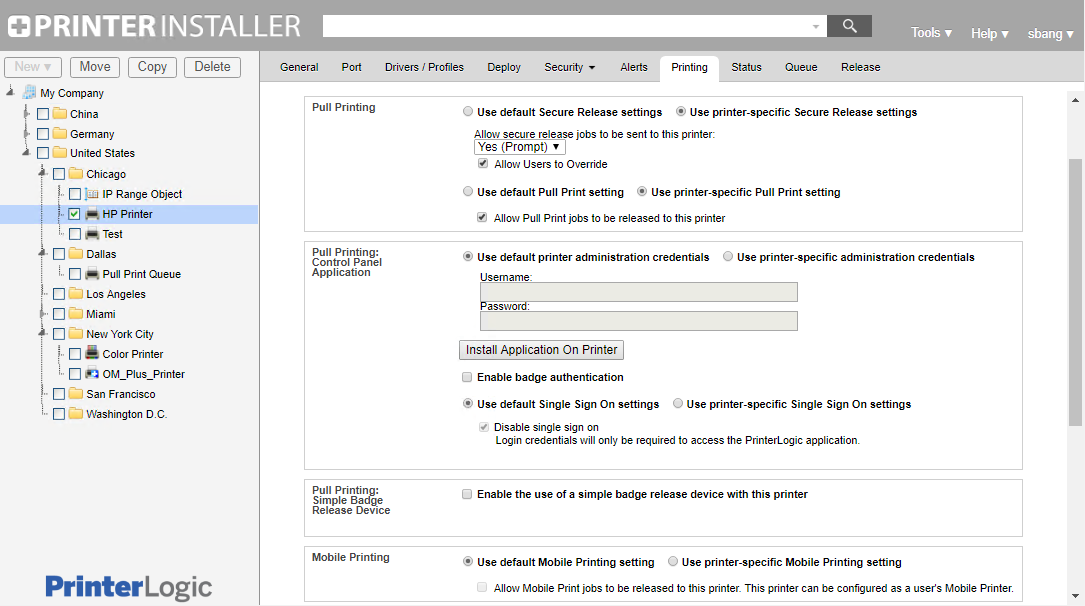 PRINTERINSTALLER
Tools ▼ Help ▼ sbang ▼
New ▼ Move Copy Delete
General Port Drivers / Profiles Deploy Security ▼ Alerts Printing Status Queue Release
My Company
China
Germany
United States
Chicago
IP Range Object
HP Printer
Test
Dallas
Pull Print Queue
Los Angeles
Miami
New York City
Color Printer
OM_Plus_Printer
San Francisco
Washington D.C.
PrinterLogic
Pull Printing
Use default Secure Release settings Use printer-specific Secure Release settings
Allow secure release jobs to be sent to this printer:
Yes (Prompt) ▼
Allow Users to Override
Use default Pull Print setting Use printer-specific Pull Print setting
Allow Pull Print jobs to be released to this printer
Pull Printing:
Control Panel
Application
Use default printer administration credentials Use printer-specific administration credentials
Username:
Password:
Install Application On Printer
Enable badge authentication
Use default Single Sign On settings Use printer-specific Single Sign On settings
Disable single sign on
Login credentials will only be required to access the PrinterLogic application.
Pull Printing:
Simple Badge
Release Device
Enable the use of a simple badge release device with this printer
Mobile Printing
Use default Mobile Printing setting Use printer-specific Mobile Printing setting
Allow Mobile Print jobs to be released to this printer. This printer can be configured as a user's Mobile Printer.